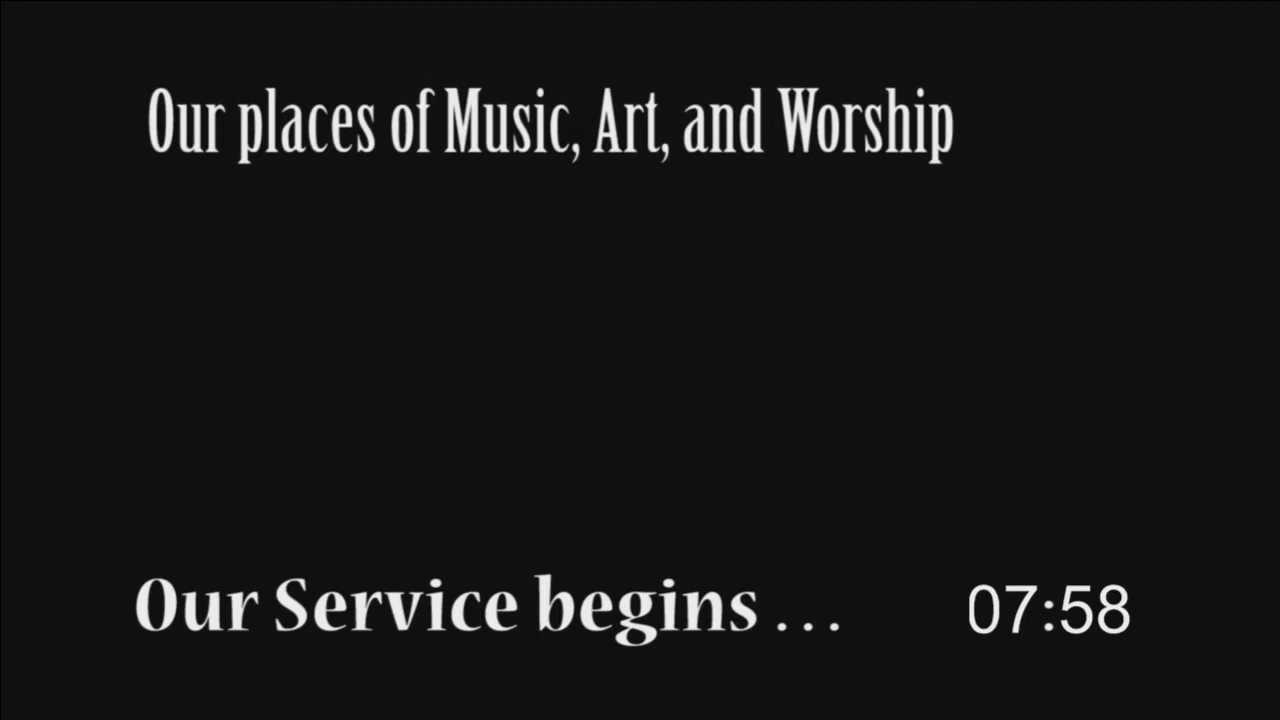 Our places of Music, Art, and Worship
Our Service begins ... 07:58